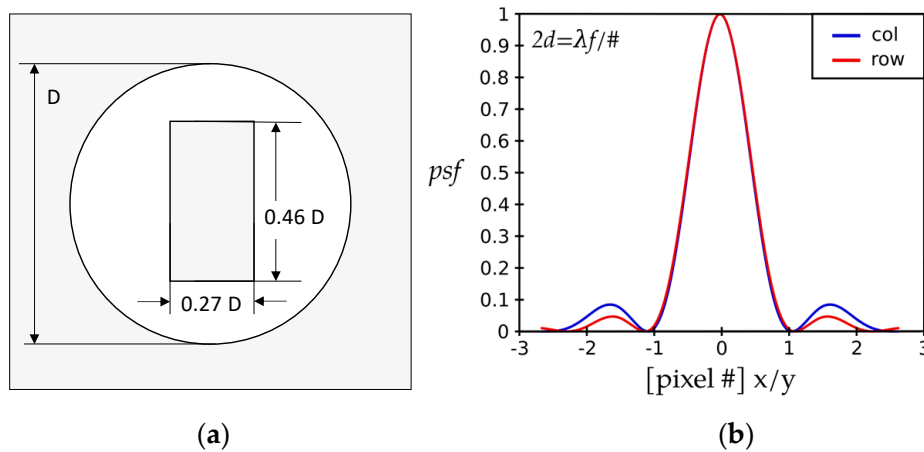 D
0.46 D
0.27 D
(a)
2d=λf/#
col
row
psf
1
0.9
0.8
0.7
0.6
0.5
0.4
0.3
0.2
0.1
0
-3 -2 -1 0 1 2 3
[pixel #] x/y
(b)